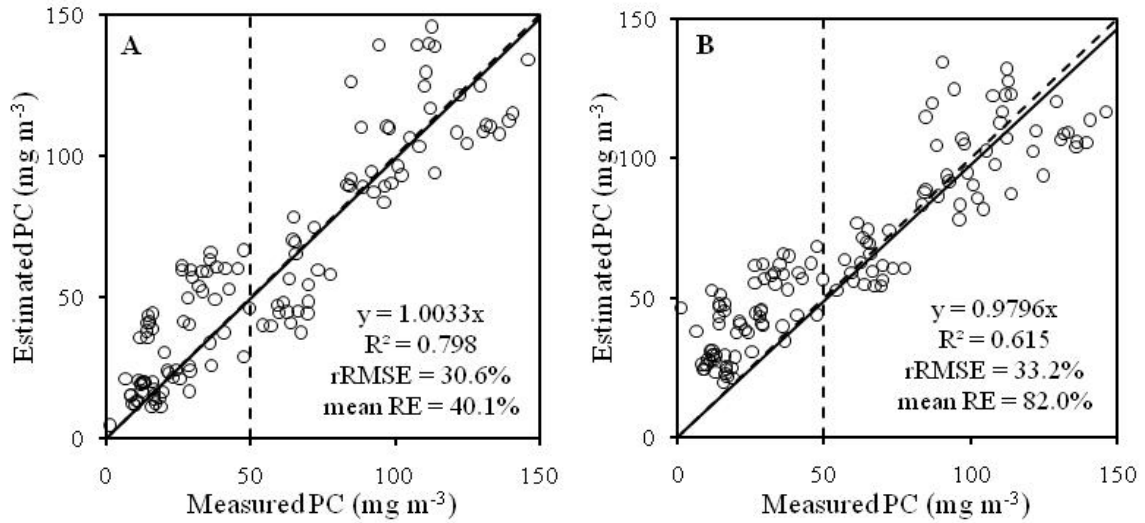 A
Estimated PC (mg m⁻³)
150
100
50
0
y = 1.0033x
R² = 0.798
rRMSE = 30.6%
mean RE = 40.1%
0 50 100 150
Measured PC (mg m⁻³)
B
Estimated PC (mg m⁻³)
150
100
50
0
y = 0.9796x
R² = 0.615
rRMSE = 33.2%
mean RE = 82.0%
0 50 100 150
Measured PC (mg m⁻³)